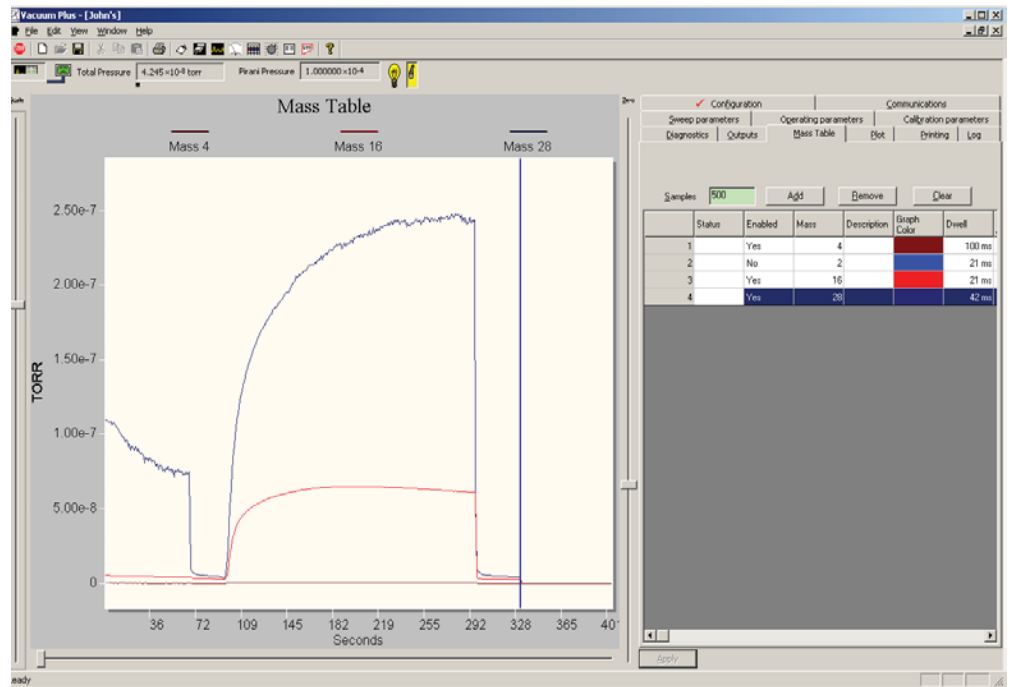 Vacuum Plus - [John's]
File Edit View Window Help
Total Pressure 4.245×10-8 torr Pirani Pressure 1.000000×10-4
Mass Table
Mass 4 Mass 16 Mass 28
TORR
2.50e-7
2.00e-7
1.50e-7
1.00e-7
5.00e-8
0
36 72 109 145 182 219 255 292 328 365 40
Seconds
Zero
Configuration Communications
Sweep parameters Operating parameters Calibration parameters
Diagnostics Outputs Mass Table Plot Printing Log
Samples 500 Add Remove Clear
Status Enabled Mass Description Graph Color Dwell
1 Yes 4 100 ms
2 No 2 21 ms
3 Yes 16 21 ms
4 Yes 28 42 ms
Apply
eady